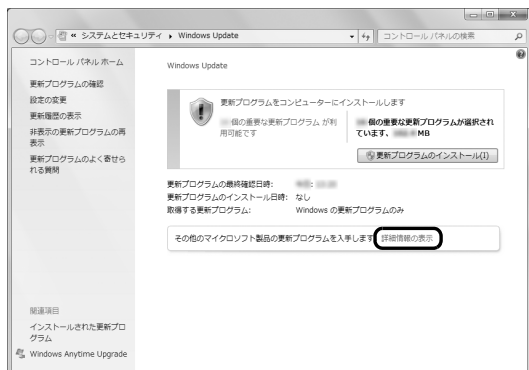 « システムとセキュリティ ▸ Windows Update
コントロール パネルの検索
コントロール パネル ホーム
更新プログラムの確認
設定の変更
更新履歴の表示
非表示の更新プログラムの再
表示
更新プログラムのよく寄せら
れる質問
Windows Update
更新プログラムをコンピューターにインストールします
個の重要な更新プログラム が利
用可能です
個の重要な更新プログラムが選択され
ています、 MB
更新プログラムのインストール(I)
更新プログラムの最終確認日時:
更新プログラムのインストール日時: なし
取得する更新プログラム: Windows の更新プログラムのみ
その他のマイクロソフト製品の更新プログラムを入手します 詳細情報の表示
関連項目
インストールされた更新プロ
グラム
Windows Anytime Upgrade